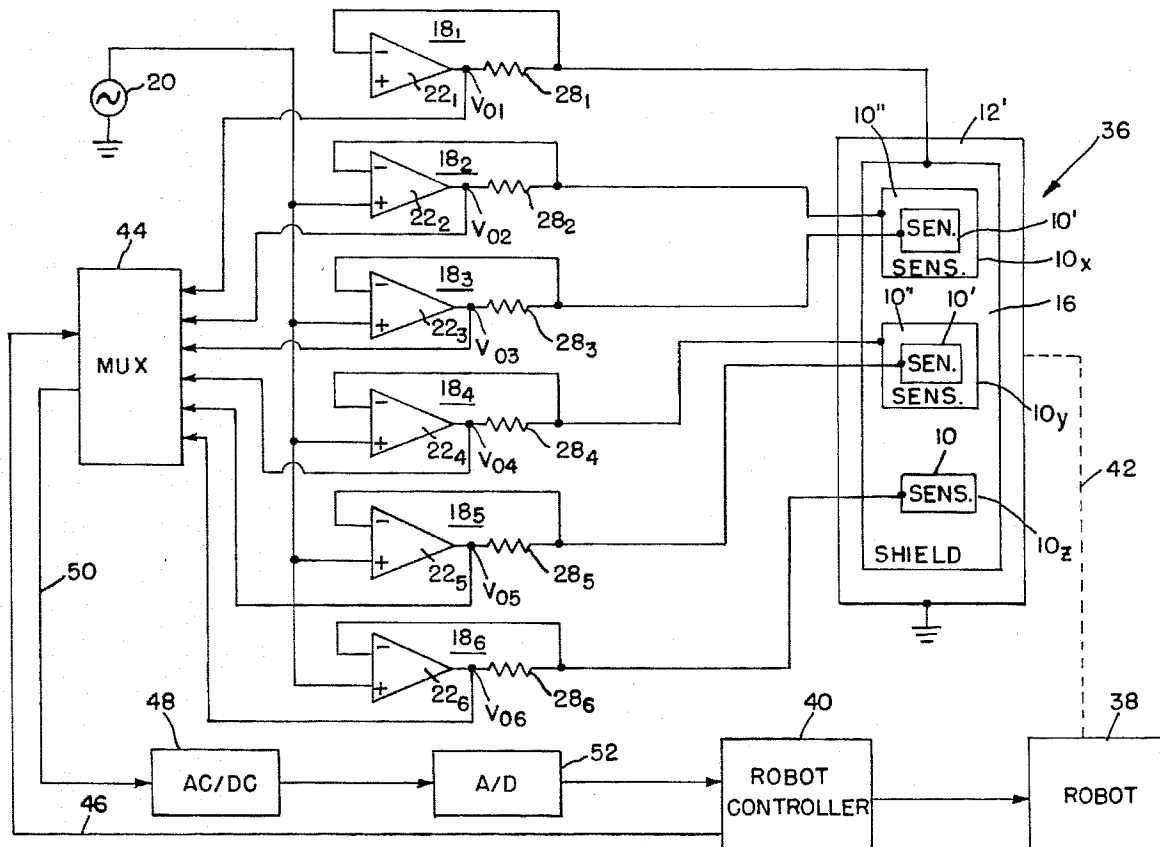 18₁
−
+
22₁
V01
28₁
20
12'
36
10"
SEN.
10'
SENS.
10x
18₂
−
+
22₂
V02
28₂
44
MUX
18₃
−
+
22₃
V03
28₃
10"
10'
SEN.
SENS.
10y
16
18₄
−
+
22₄
V04
28₄
10
SENS.
10z
SHIELD
42
18₅
−
+
22₅
V05
28₅
50
18₆
−
+
22₆
V06
28₆
48
AC/DC
A/D
52
40
ROBOT
CONTROLLER
38
ROBOT
46